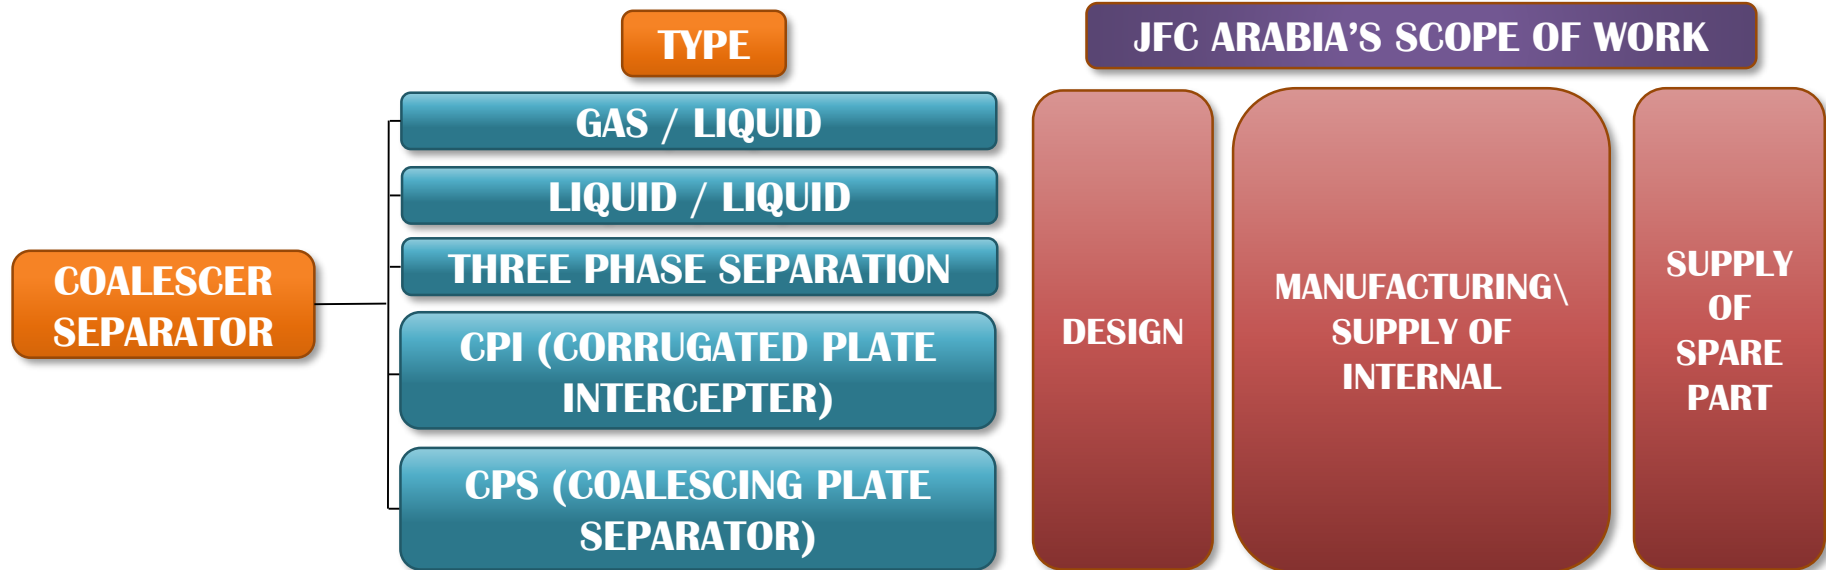 TYPE
JFC ARABIA'S SCOPE OF WORK
COALESCER
SEPARATOR
GAS / LIQUID
LIQUID / LIQUID
THREE PHASE SEPARATION
CPI (CORRUGATED PLATE
INTERCEPTER)
CPS (COALESCING PLATE
SEPARATOR)
DESIGN
MANUFACTURING\
SUPPLY OF
INTERNAL
SUPPLY
OF
SPARE
PART